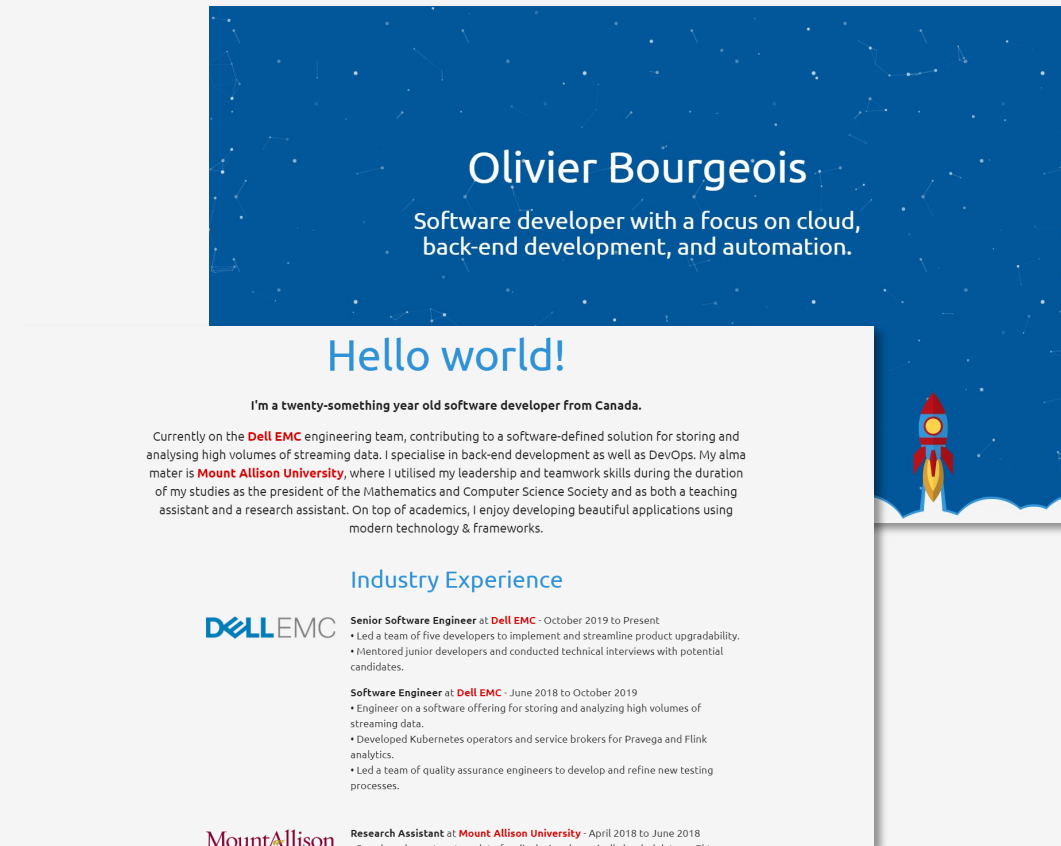 Olivier Bourgeois
Software developer with a focus on cloud,
back-end development, and automation.
Hello world!
I'm a twenty-something year old software developer from Canada.
Currently on the Dell EMC engineering team, contributing to a software-defined solution for storing and
analysing high volumes of streaming data. I specialise in back-end development as well as DevOps. My alma
mater is Mount Allison University, where I utilised my leadership and teamwork skills during the duration
of my studies as the president of the Mathematics and Computer Science Society and as both a teaching
assistant and a research assistant. On top of academics, I enjoy developing beautiful applications using
modern technology & frameworks.
Industry Experience
DELL EMC
Senior Software Engineer at Dell EMC - October 2019 to Present
• Led a team of five developers to implement and streamline product upgradability.
• Mentored junior developers and conducted technical interviews with potential
candidates.
Software Engineer at Dell EMC - June 2018 to October 2019
• Engineer on a software offering for storing and analyzing high volumes of
streaming data.
• Developed Kubernetes operators and service brokers for Pravega and Flink
analytics.
• Led a team of quality assurance engineers to develop and refine new testing
processes.
MountAllison
Research Assistant at Mount Allison University - April 2018 to June 2018